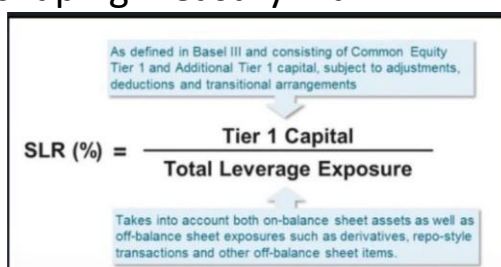 As defined in Basel III and consisting of Common Equity
Tier 1 and Additional Tier 1 capital, subject to adjustments,
deductions and transitional arrangements
SLR (%) =
Tier 1 Capital
Total Leverage Exposure
Takes into account both on-balance sheet assets as well as
off-balance sheet exposures such as derivatives, repo-style
transactions and other off-balance sheet items.